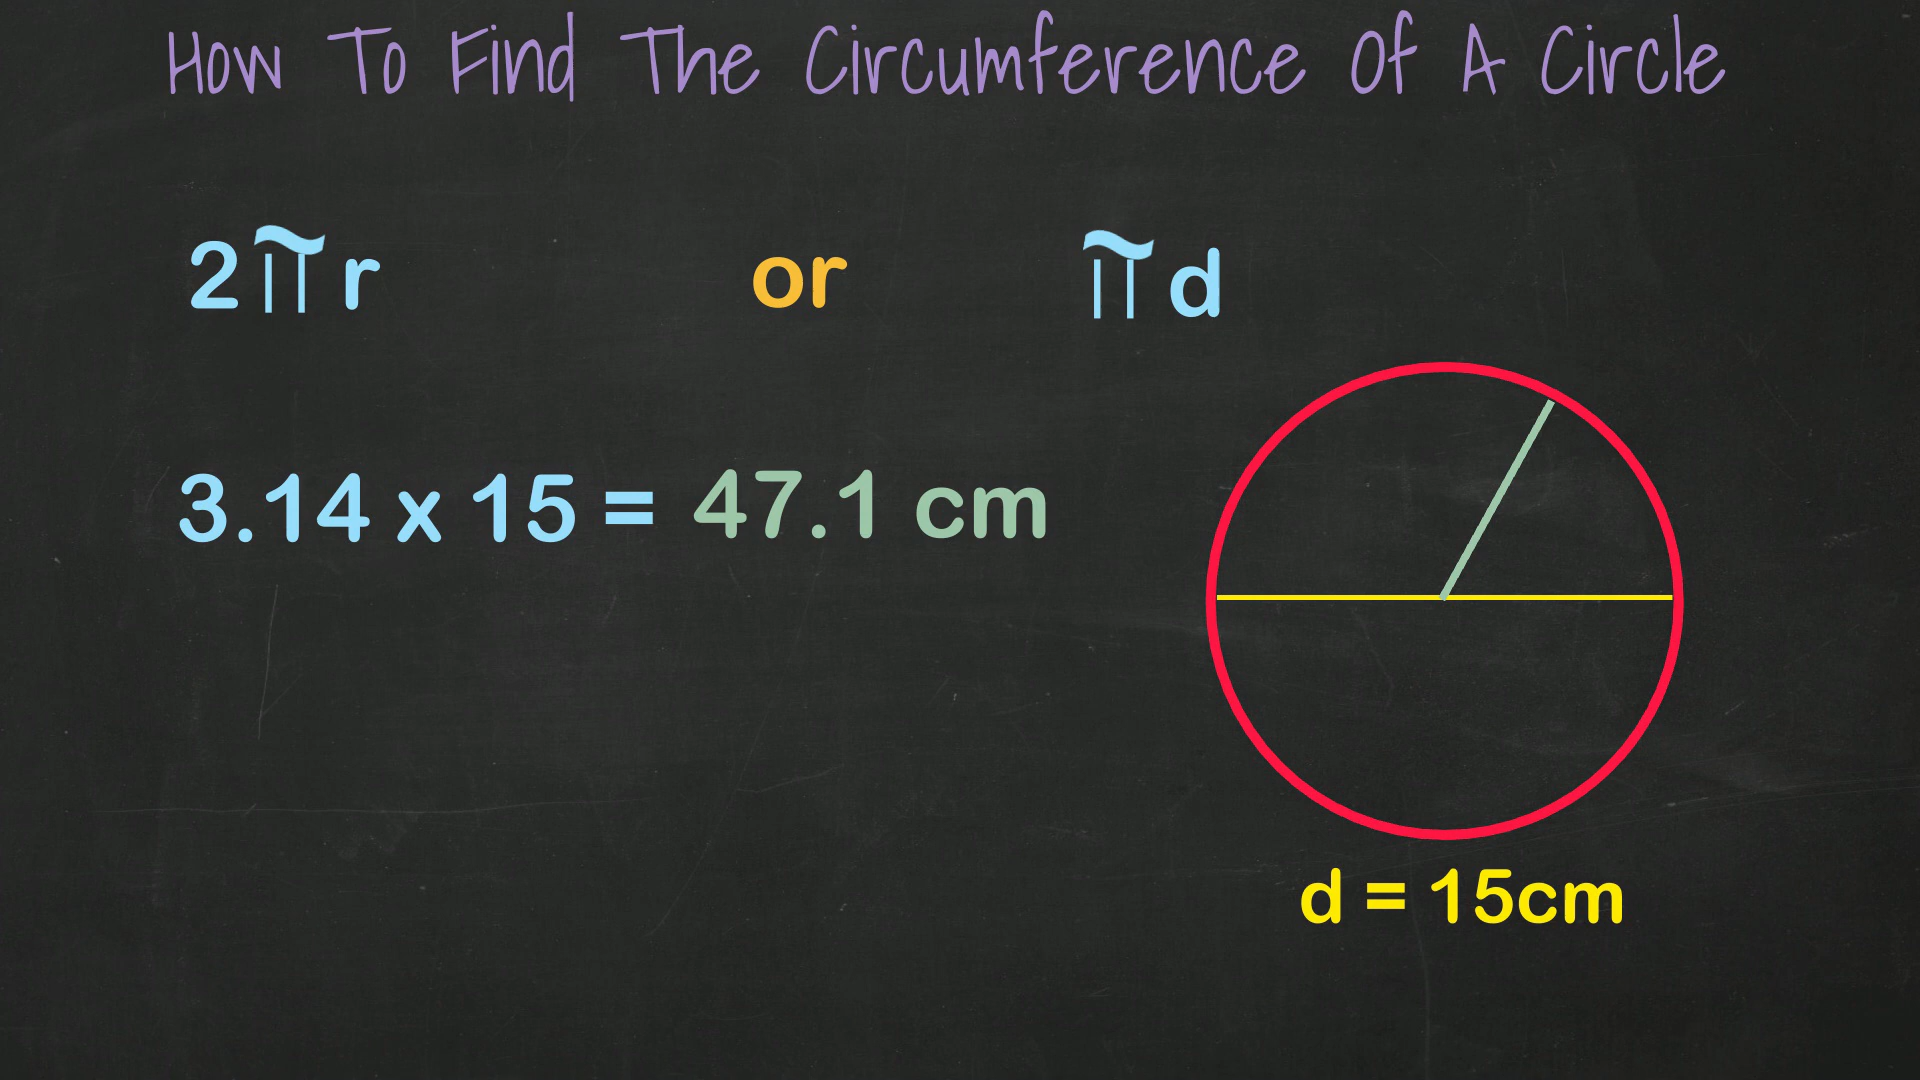 How To Find The Circumference Of A Circle
2πr or πd
3.14 x 15 = 47.1 cm
d = 15cm